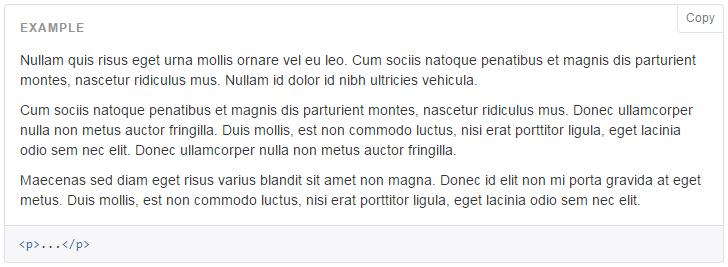 EXAMPLE
Copy
Nullam quis risus eget urna mollis ornare vel eu leo. Cum sociis natoque penatibus et magnis dis parturient
montes, nascetur ridiculus mus. Nullam id dolor id nibh ultricies vehicula.
Cum sociis natoque penatibus et magnis dis parturient montes, nascetur ridiculus mus. Donec ullamcorper
nulla non metus auctor fringilla. Duis mollis, est non commodo luctus, nisi erat porttitor ligula, eget lacinia
odio sem nec elit. Donec ullamcorper nulla non metus auctor fringilla.
Maecenas sed diam eget risus varius blandit sit amet non magna. Donec id elit non mi porta gravida at eget
metus. Duis mollis, est non commodo luctus, nisi erat porttitor ligula, eget lacinia odio sem nec elit.
<p>...</p>